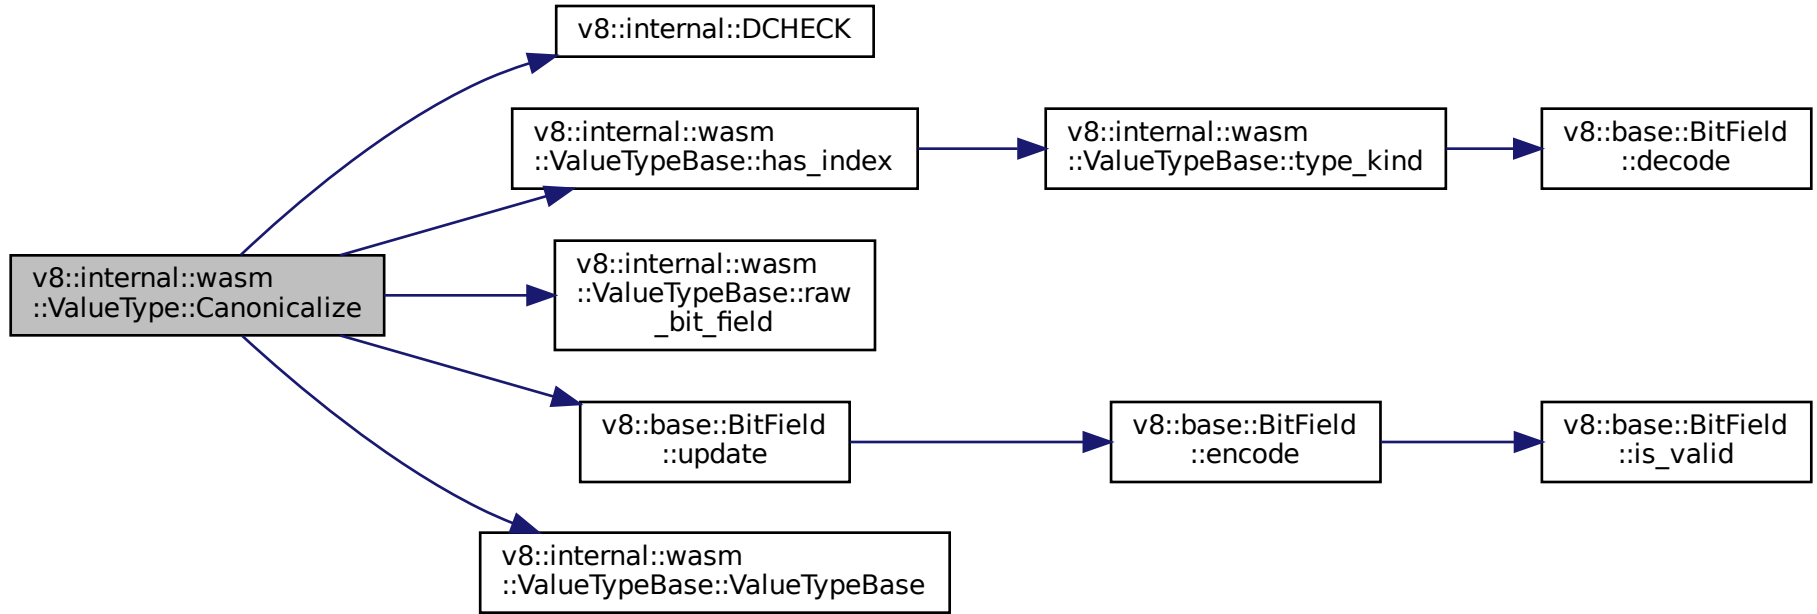 v8::internal::DCHECK
v8::internal::wasm
::ValueTypeBase::has_index
v8::internal::wasm
::ValueTypeBase::type_kind
v8::base::BitField
::decode
v8::internal::wasm
::ValueType::Canonicalize
v8::internal::wasm
::ValueTypeBase::raw
_bit_field
v8::base::BitField
::update
v8::base::BitField
::encode
v8::base::BitField
::is_valid
v8::internal::wasm
::ValueTypeBase::ValueTypeBase